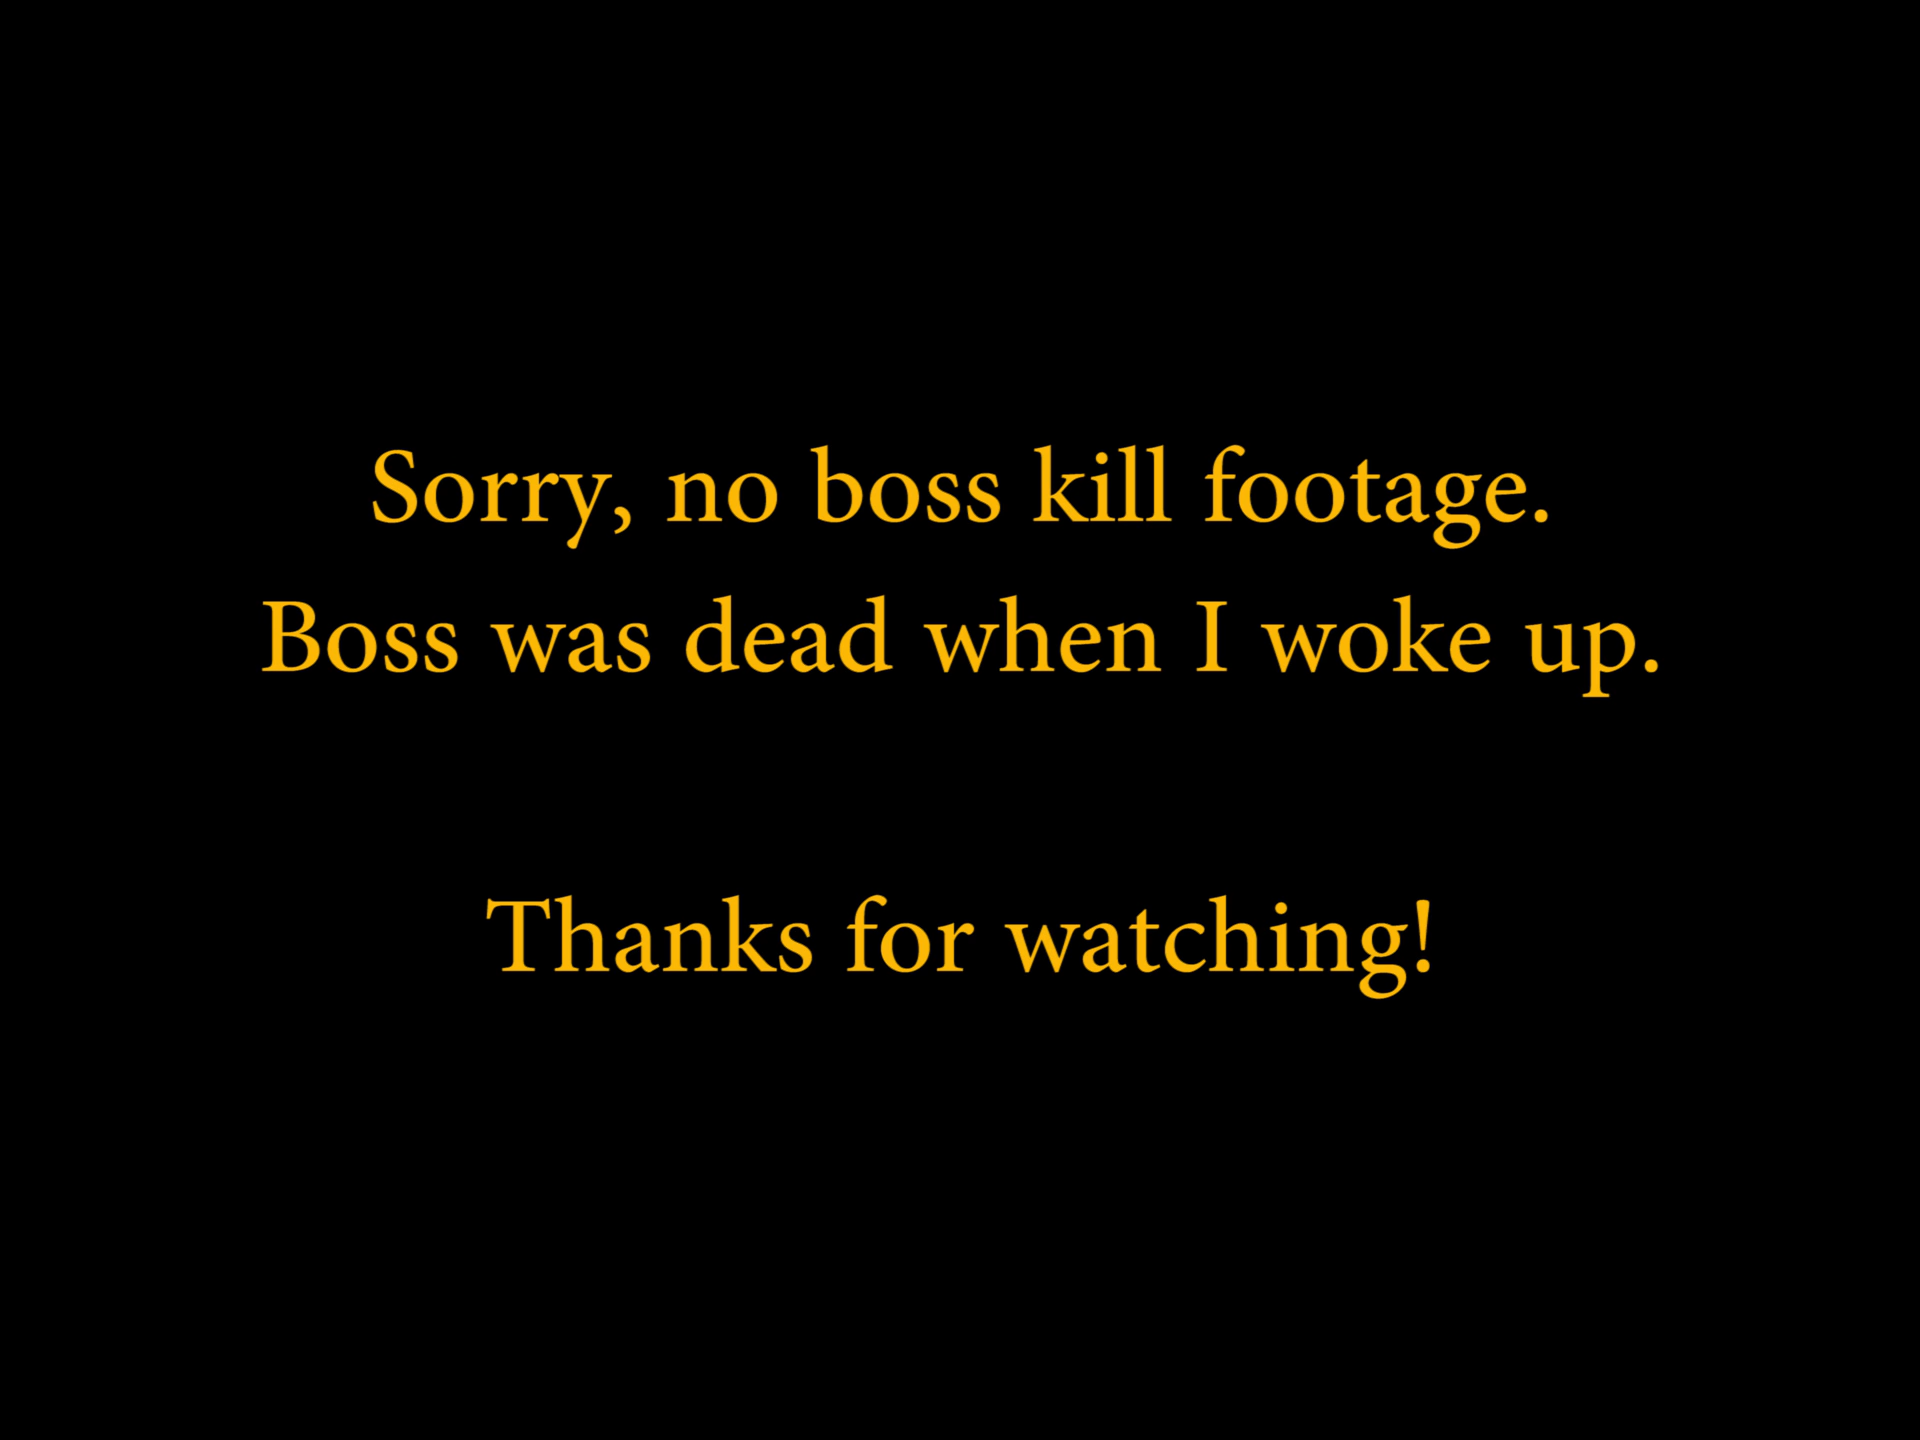 Sorry, no boss kill footage.
Boss was dead when I woke up.
Thanks for watching!